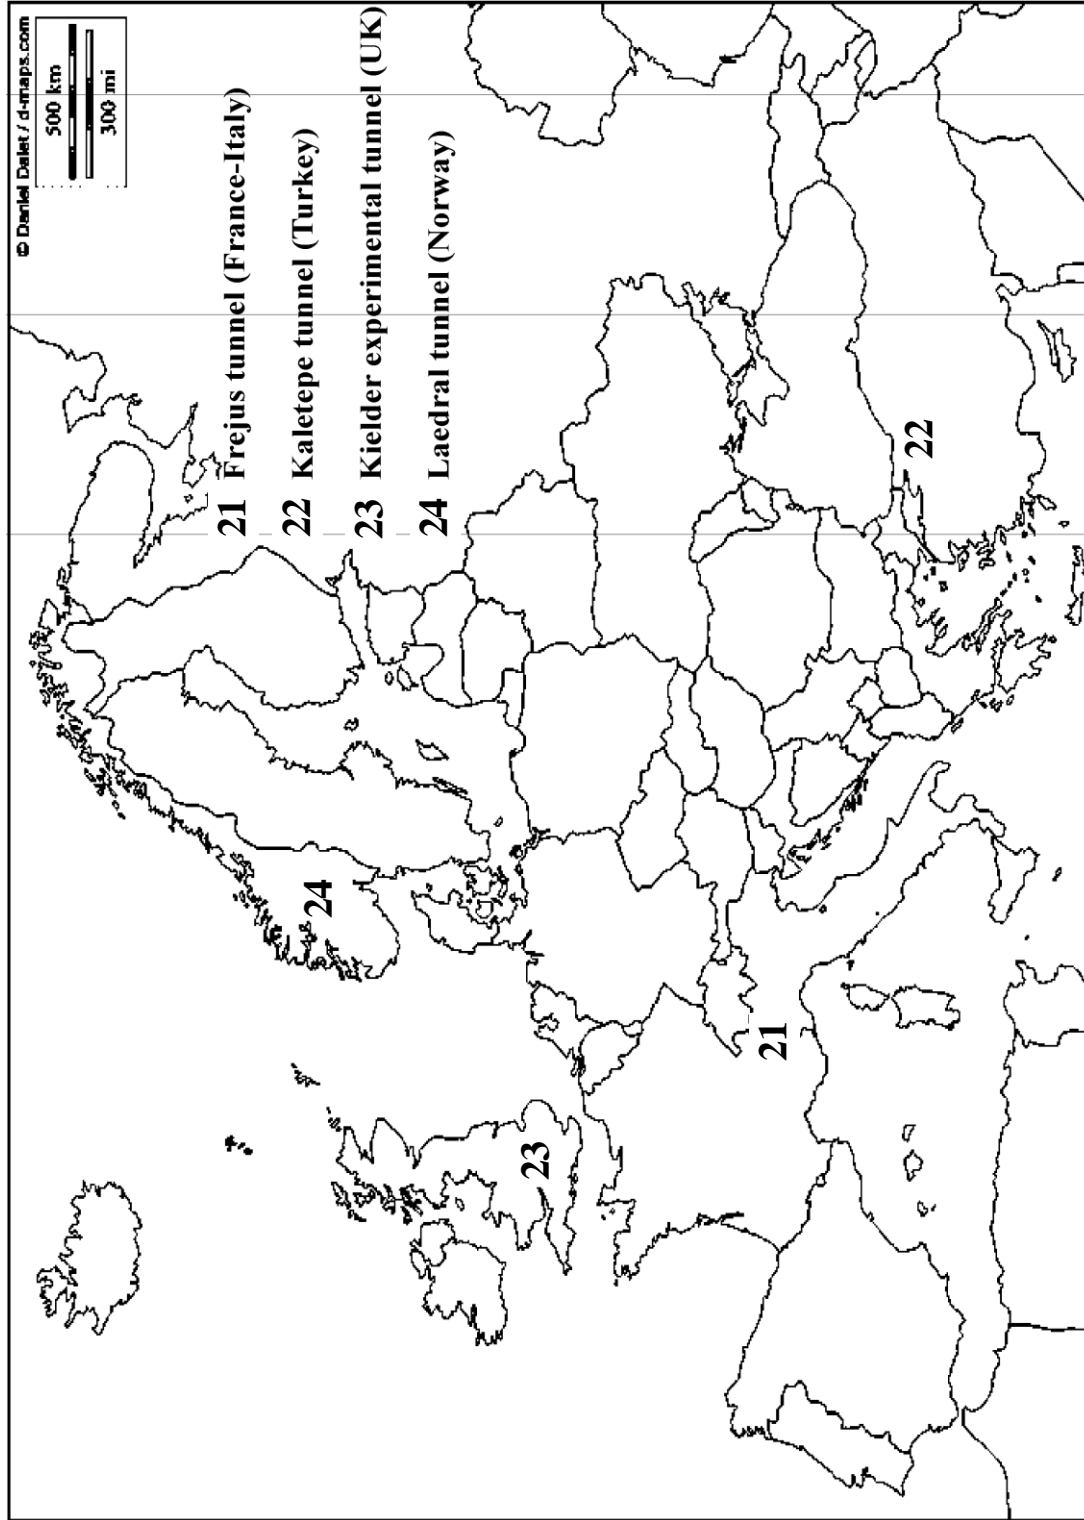 © Daniel Dalet / d-maps.com
500 km
300 mi
21 Frejus tunnel (France-Italy)
22 Kaletepe tunnel (Turkey)
23 Kielder experimental tunnel (UK)
24 Laedral tunnel (Norway)
24
23
22
21